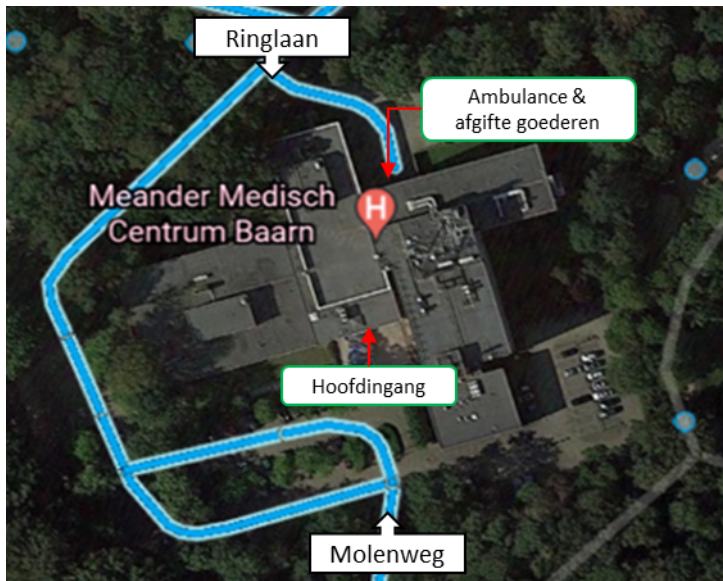 Ringlaan
Ambulance &
afgifte goederen
Meander Medisch
Centrum Baarn
H
Hoofdingang
Molenweg